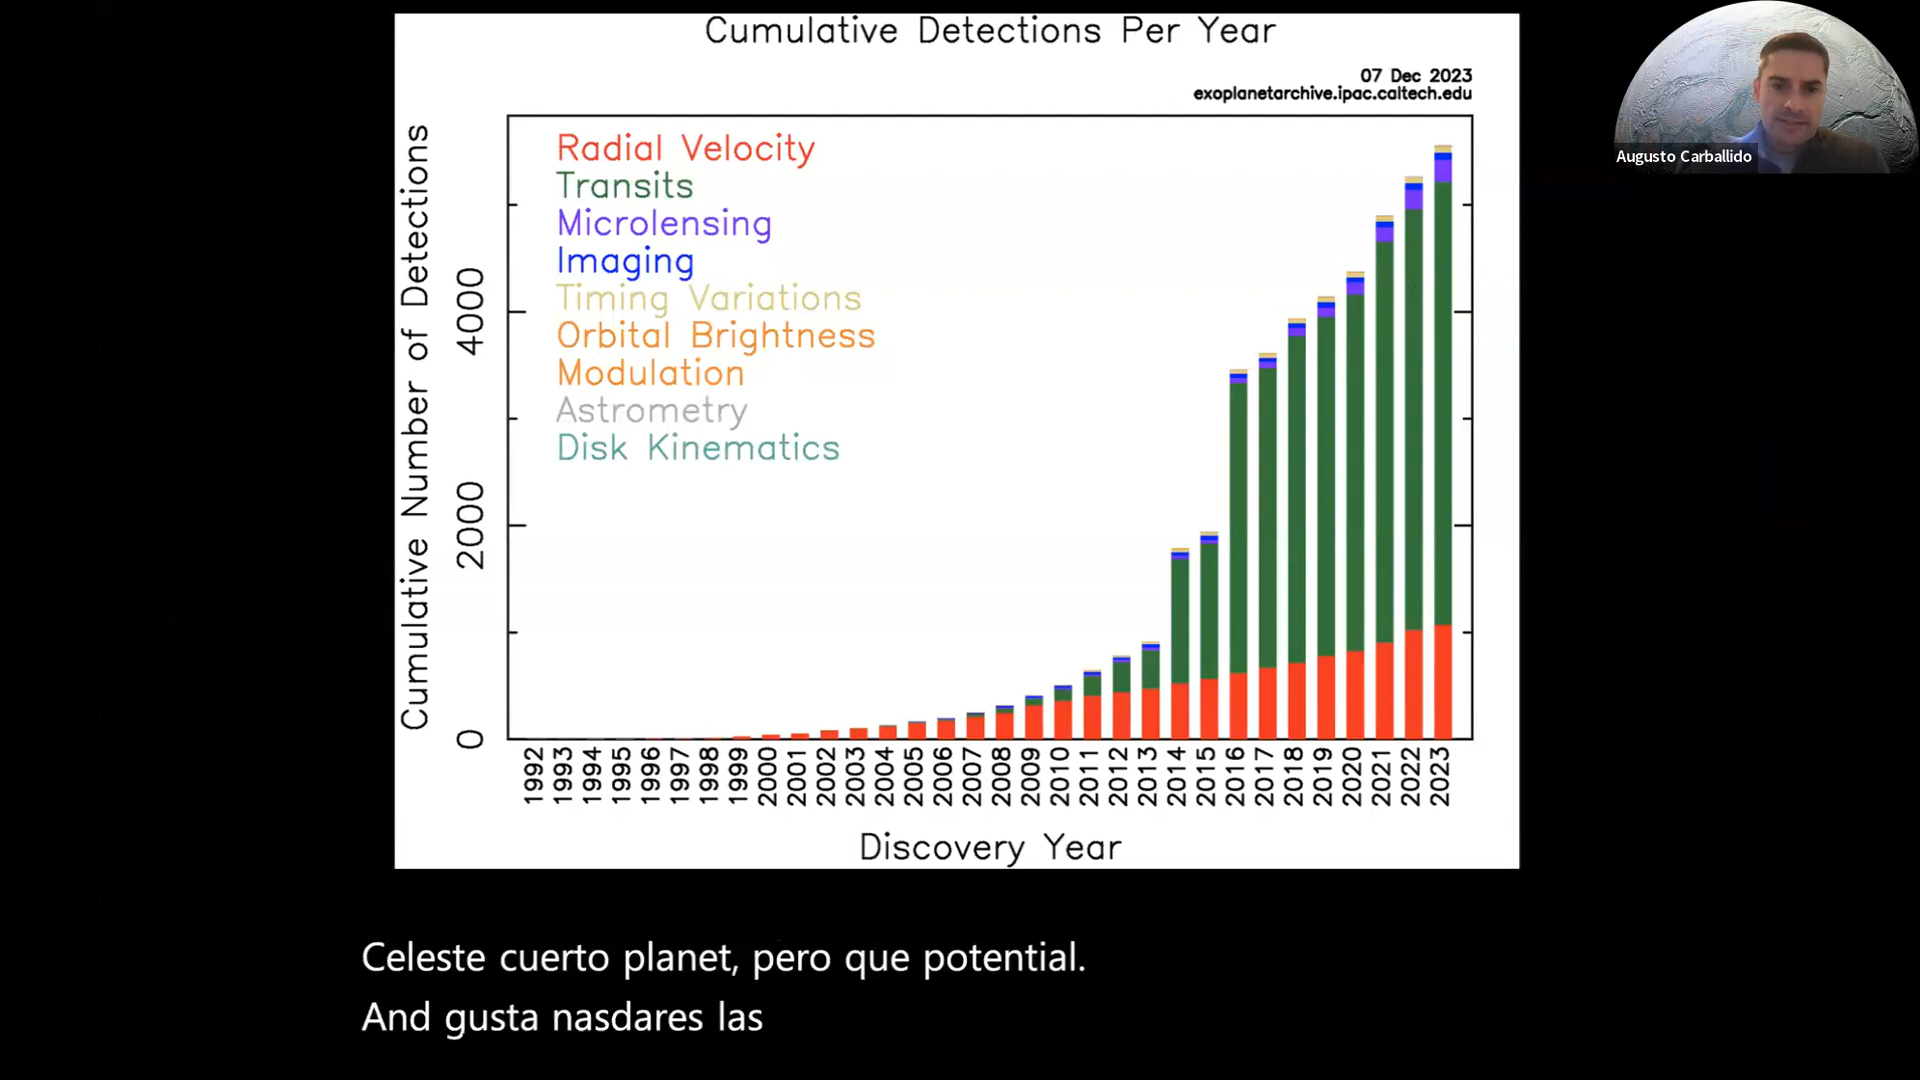 Cumulative Detections Per Year
07 Dec 2023
exoplanetarchive.ipac.caltech.edu
Augusto Carballido
Cumulative Number of Detections
Radial Velocity
Transits
Microlensing
Imaging
Timing Variations
Orbital Brightness
Modulation
Astrometry
Disk Kinematics
4000
2000
0
1992 1993 1994 1995 1996 1997 1998 1999 2000 2001 2002 2003 2004 2005 2006 2007 2008 2009 2010 2011 2012 2013 2014 2015 2016 2017 2018 2019 2020 2021 2022 2023
Discovery Year
Celeste cuerto planet, pero que potential.
And gusta nasdares las